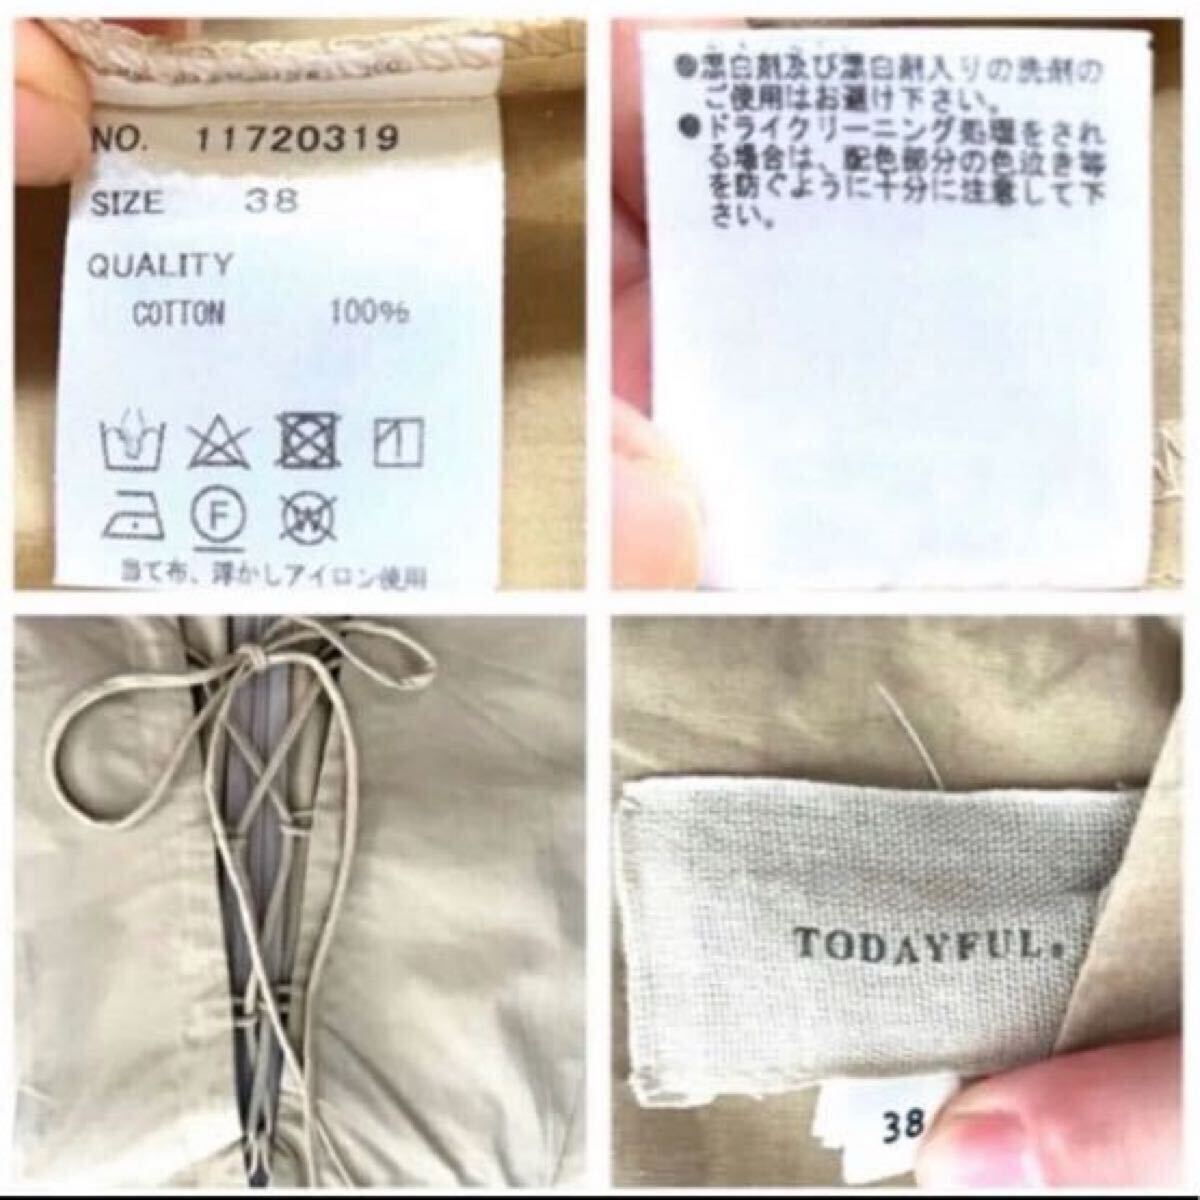 NO. 11720319
SIZE 38
QUALITY
COTTON 100%
F
W
当て布、浮かしアイロン使用
●漂白剤及び漂白剤入りの洗剤の
ご使用はお避け下さい。
●ドライクリーニング処理をされ
る場合は、配色部分の色泣き等
を防ぐように十分に注意して下
さい。
TODAYFUL.
38